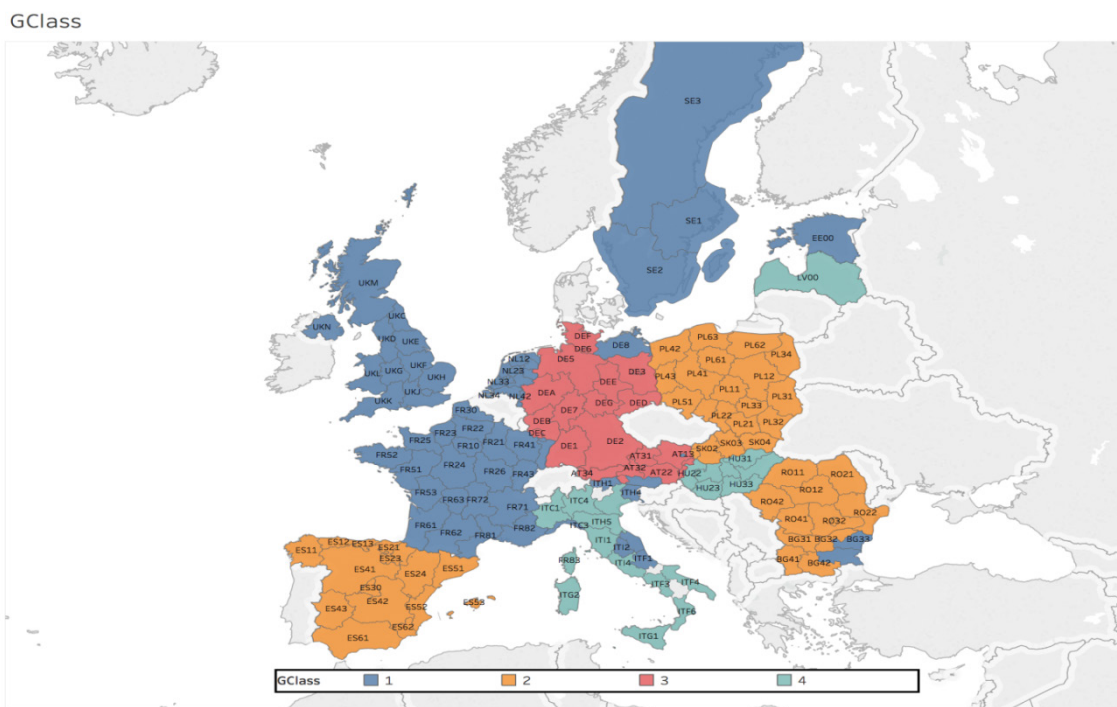 GClass
SE3
SE1
EE00
SE2
LV00
UKM
UKC
UKN
UKD
UKE
UKL
UKG
UKF
UKH
UKK
UKJ
NL12
NL23
NL33
NL34
NL42
DEF
DE6
DE8
DE5
DE3
DEE
DEA
DEG
DED
DE7
DEB
DEC
DE1
DE2
PL63
PL42
PL62
PL34
PL61
PL43
PL41
PL12
PL11
PL31
PL51
PL33
PL22
PL21
PL32
SK02
SK03
SK04
FR30
FR22
FR23
FR25
FR10
FR21
FR41
FR52
FR51
FR24
FR26
FR43
FR53
FR63
FR72
FR71
FR61
FR62
FR81
FR82
FR83
AT13
AT31
AT34
AT32
AT22
HU31
HU22
HU23
HU33
ITH1
ITH4
ITC4
ITC1
ITC3
ITH5
ITI1
ITI2
ITI4
ITF1
ITF3
ITF4
ITF6
ITG2
ITG1
RO11
RO21
RO12
RO42
RO41
RO32
RO22
BG31
BG32
BG33
BG41
BG42
ES11
ES12
ES13
ES21
ES23
ES41
ES24
ES51
ES30
ES42
ES43
ES52
ES53
ES62
ES61
GClass 1 2 3 4